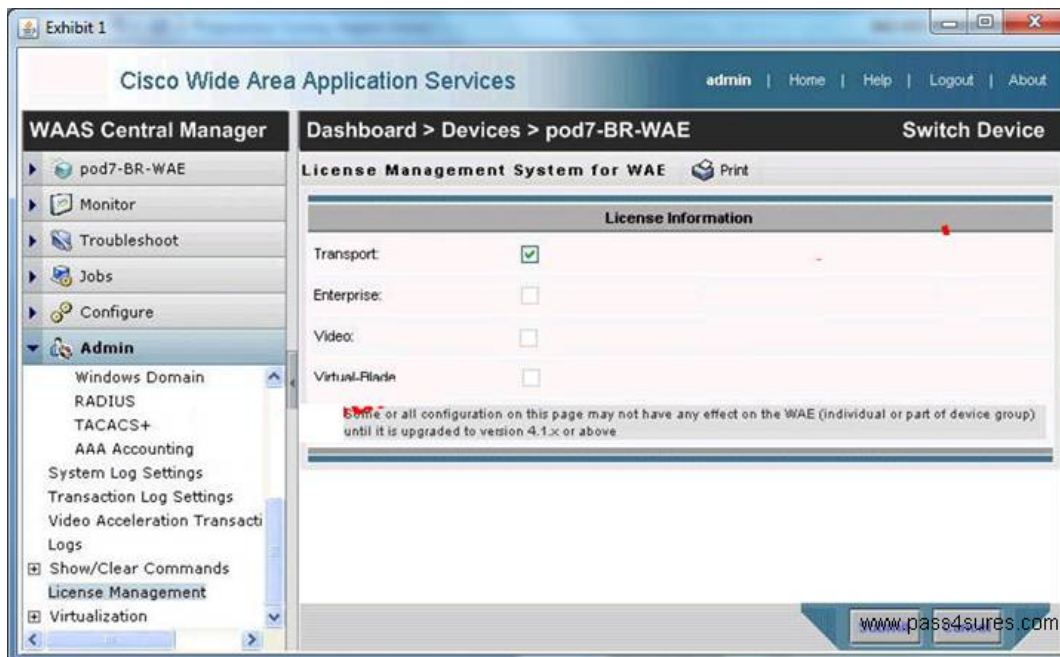 Exhibit 1
Cisco Wide Area Application Services
admin | Home | Help | Logout | About
WAAS Central Manager
Dashboard > Devices > pod7-BR-WAE
Switch Device
pod7-BR-WAE
Monitor
Troubleshoot
Jobs
Configure
Admin
Windows Domain
RADIUS
TACACS+
AAA Accounting
System Log Settings
Transaction Log Settings
Video Acceleration Transacti
Logs
Show/Clear Commands
License Management
Virtualization
License Management System for WAE
Print
License Information
Transport:
Enterprise:
Video:
Virtual-Blade
Some or all configuration on this page may not have any effect on the WAE (individual or part of device group)
until it is upgraded to version 4.1.x or above
www.pass4sures.com